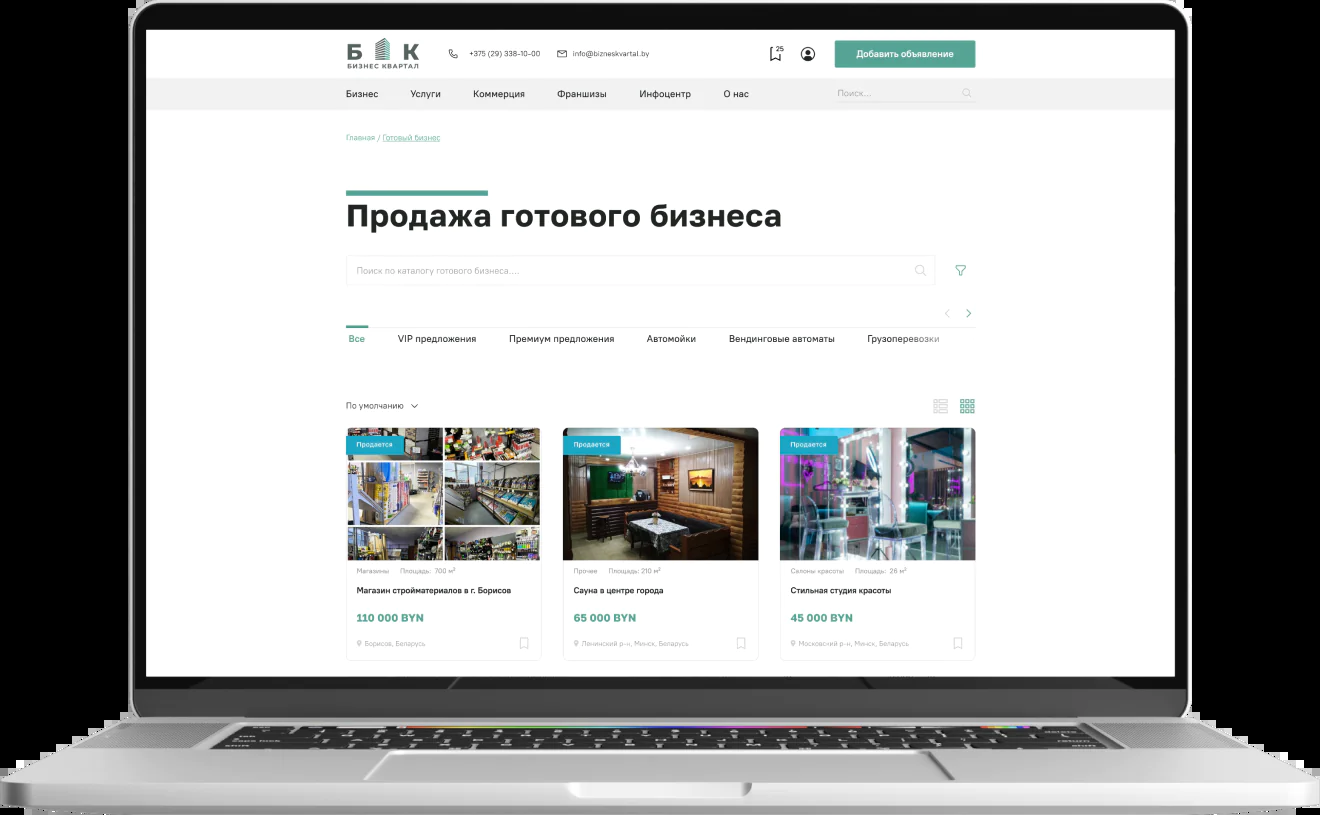 Б К
БИЗНЕС КВАРТАЛ
+375 (29) 338-10-00
info@bizneskvartal.by
25
Добавить объявление
Бизнес Услуги Коммерция Франшизы Инфоцентр О нас
Поиск...
Главная / Готовый бизнес
Продажа готового бизнеса
Поиск по каталогу готового бизнеса....
Все VIP предложения Премиум предложения Автомойки Вендинговые автоматы Грузоперевозки
По умолчанию
Продается
Магазины Площадь: 700 м²
Магазин стройматериалов в г. Борисов
110 000 BYN
Борисов, Беларусь
Продается
Прочее Площадь: 210 м²
Сауна в центре города
65 000 BYN
Ленинский р-н, Минск, Беларусь
Продается
Салоны красоты Площадь: 26 м²
Стильная студия красоты
45 000 BYN
Московский р-н, Минск, Беларусь